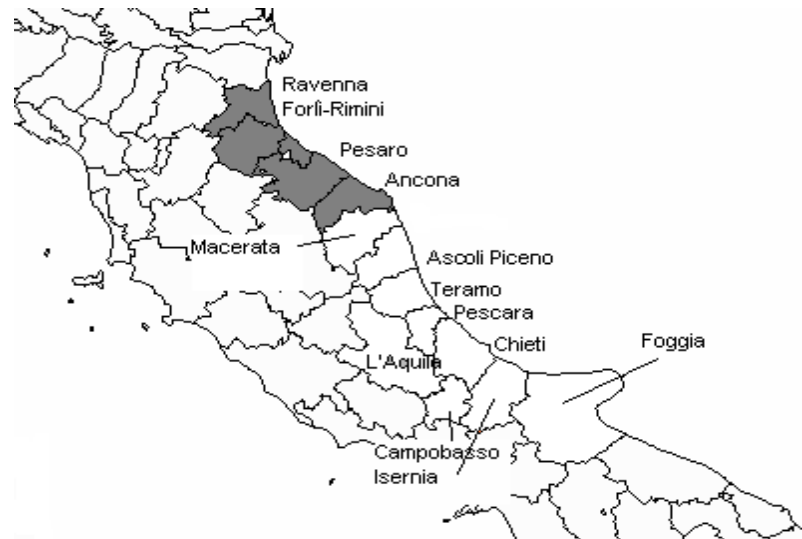 Ravenna
Forlì-Rimini
Pesaro
Ancona
Macerata
Ascoli Piceno
Teramo
Pescara
Chieti
Foggia
L'Aquila
Campobasso
Isernia